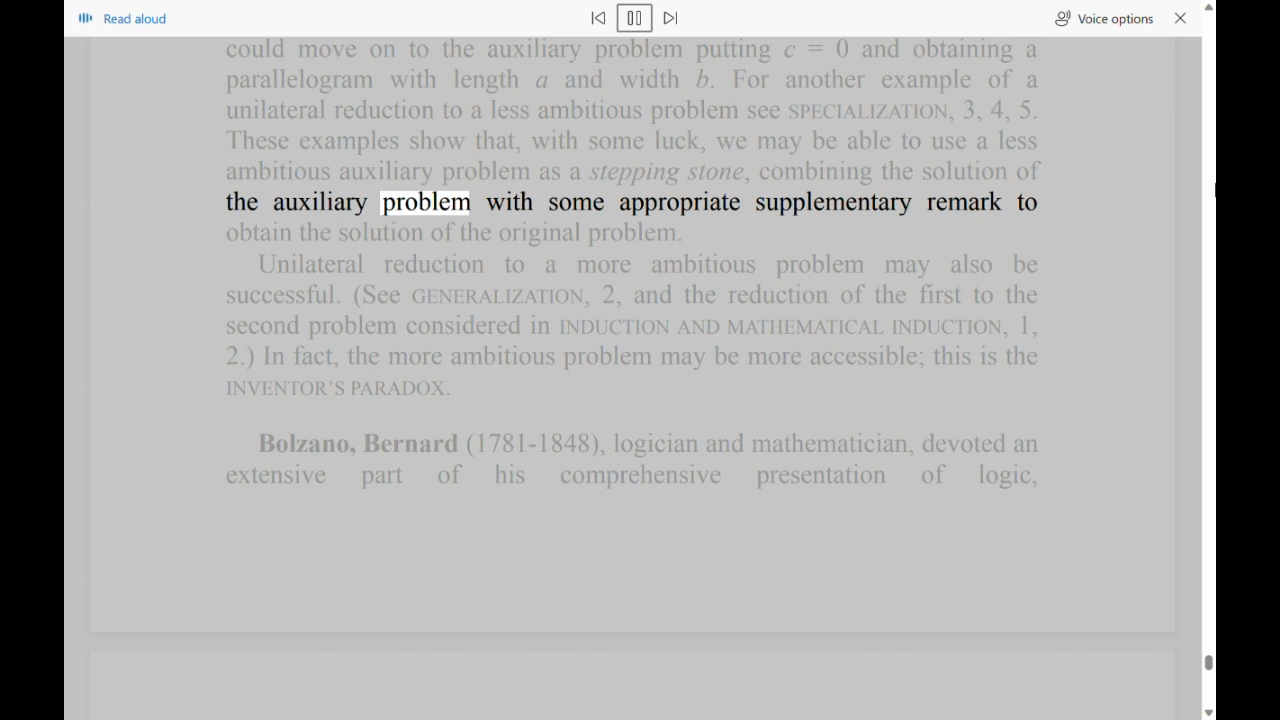 Read aloud
Voice options
could move on to the auxiliary problem putting c = 0 and obtaining a
parallelogram with length a and width b. For another example of a
unilateral reduction to a less ambitious problem see SPECIALIZATION, 3, 4, 5.
These examples show that, with some luck, we may be able to use a less
ambitious auxiliary problem as a stepping stone, combining the solution of
the auxiliary problem with some appropriate supplementary remark to
obtain the solution of the original problem.
Unilateral reduction to a more ambitious problem may also be
successful. (See GENERALIZATION, 2, and the reduction of the first to the
second problem considered in INDUCTION AND MATHEMATICAL INDUCTION, 1,
2.) In fact, the more ambitious problem may be more accessible; this is the
INVENTOR’S PARADOX.
Bolzano, Bernard (1781-1848), logician and mathematician, devoted an
extensive part of his comprehensive presentation of logic,